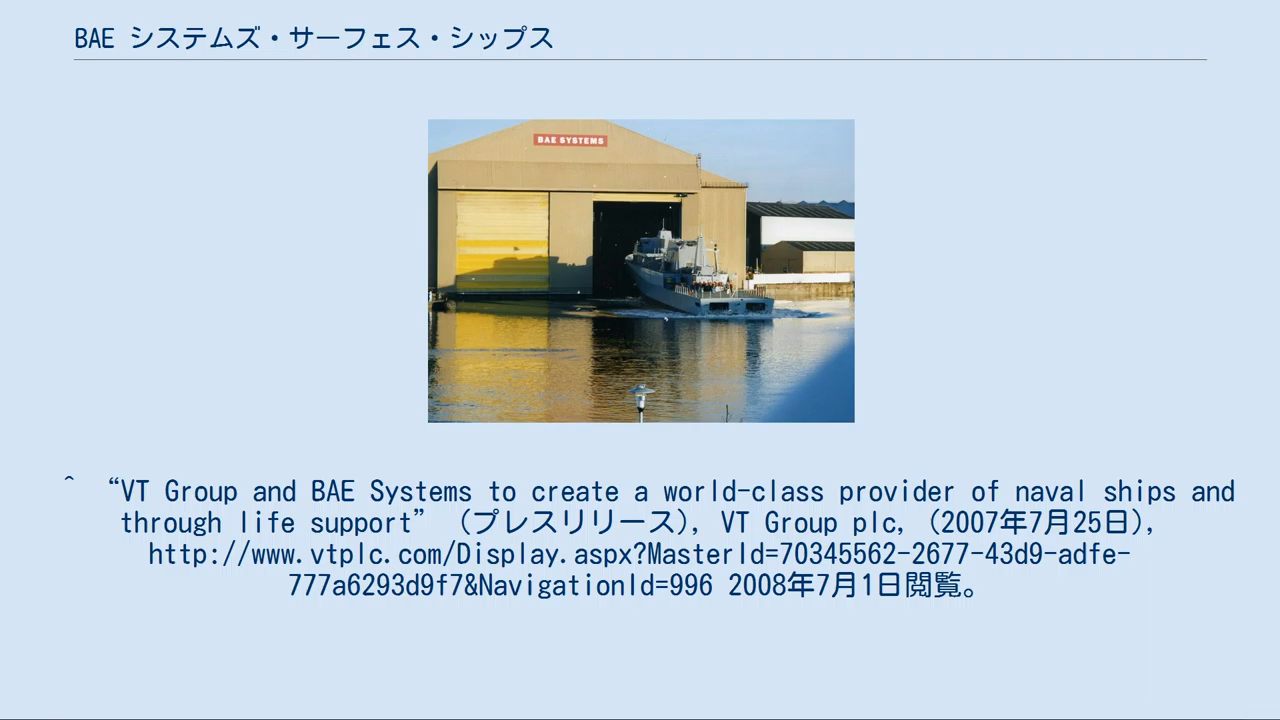 BAE システムズ・サーフェス・シップス
BAE SYSTEMS
^ “VT Group and BAE Systems to create a world-class provider of naval ships and
through life support” （プレスリリース）, VT Group plc, （2007年7月25日）,
http://www.vtplc.com/Display.aspx?MasterId=70345562-2677-43d9-adfe-
777a6293d9f7&NavigationId=996 2008年7月1日閲覧。